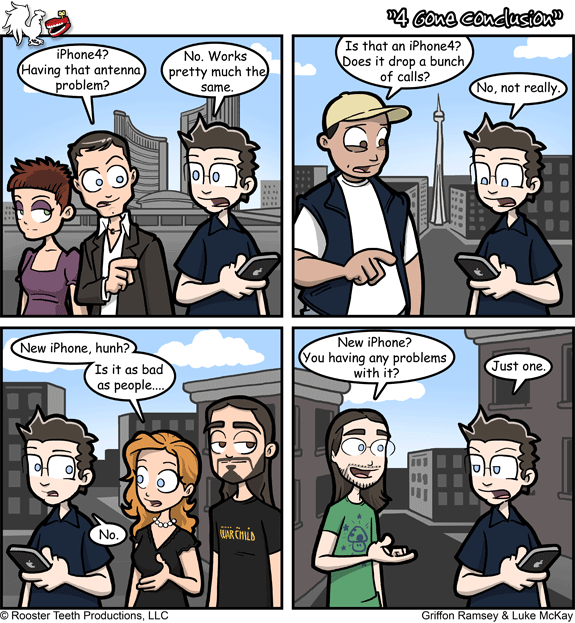 "4 Gone Conclusion"
iPhone4?
Having that antenna
problem?
No. Works
pretty much the
same.
Is that an iPhone4?
Does it drop a bunch
of calls?
No, not really.
New iPhone, hunh?
Is it as bad
as people....
No.
WARCHILD
New iPhone?
You having any problems
with it?
Just one.
© Rooster Teeth Productions, LLC
Griffon Ramsey & Luke McKay